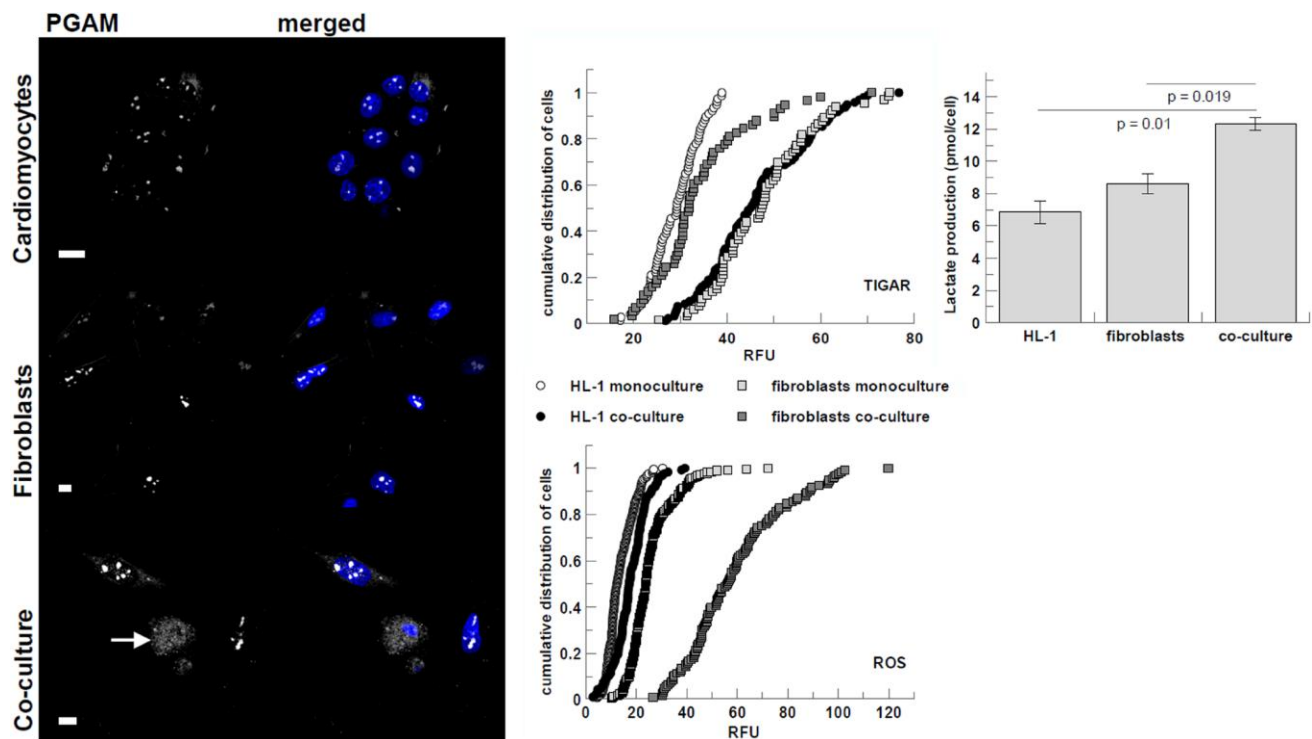 PGAM merged
Cardiomyocytes
Fibroblasts
Co-culture
cumulative distribution of cells
1
0.8
0.6
0.4
0.2
0
20 40 60 80
RFU
TIGAR
HL-1 monoculture
fibroblasts monoculture
HL-1 co-culture
fibroblasts co-culture
cumulative distribution of cells
1
0.8
0.6
0.4
0.2
0
0 20 40 60 80 100 120
RFU
ROS
Lactate production (pmol/cell)
14
12
10
8
6
4
2
0
p = 0.019
p = 0.01
HL-1 fibroblasts co-culture